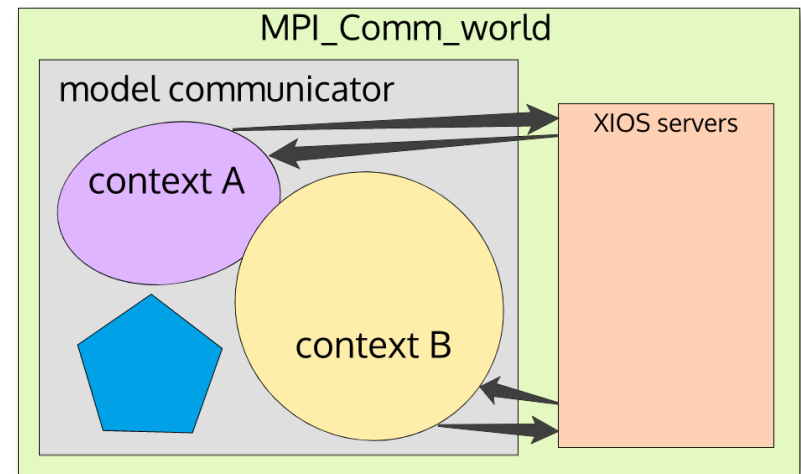 MPI_Comm_world
model communicator
XIOS servers
context A
context B